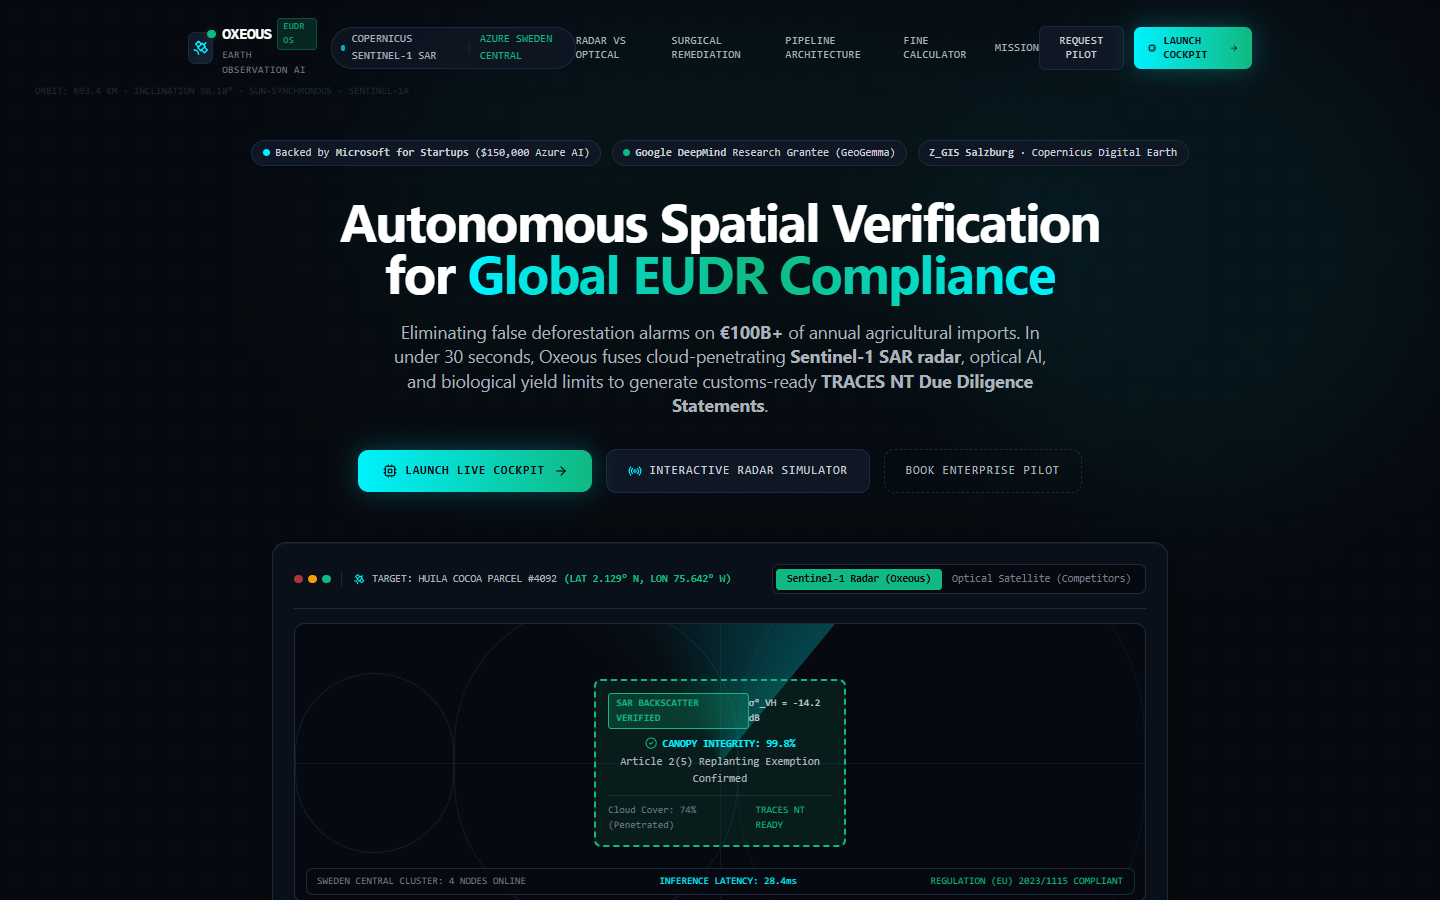 OXEOUS
EUDR
OS
EARTH
OBSERVATION AI
COPERNICUS
SENTINEL-1 SAR
AZURE SWEDEN
CENTRAL
RADAR VS
OPTICAL
SURGICAL
REMEDIATION
PIPELINE
ARCHITECTURE
FINE
CALCULATOR
MISSION
REQUEST
PILOT
LAUNCH
COCKPIT →
ORBIT: 693.4 KM · INCLINATION 98.18° · SUN-SYNCHRONOUS · SENTINEL-1A
Backed by Microsoft for Startups ($150,000 Azure AI)
Google DeepMind Research Grantee (GeoGemma)
Z_GIS Salzburg · Copernicus Digital Earth
Autonomous Spatial Verification
for Global EUDR Compliance
Eliminating false deforestation alarms on €100B+ of annual agricultural imports. In
under 30 seconds, Oxeous fuses cloud-penetrating Sentinel-1 SAR radar, optical AI,
and biological yield limits to generate customs-ready TRACES NT Due Diligence
Statements.
LAUNCH LIVE COCKPIT →
INTERACTIVE RADAR SIMULATOR
BOOK ENTERPRISE PILOT
TARGET: HUILA COCOA PARCEL #4092 (LAT 2.129° N, LON 75.642° W)
Sentinel-1 Radar (Oxeous)
Optical Satellite (Competitors)
SAR BACKSCATTER
VERIFIED
σ°_VH = -14.2
dB
CANOPY INTEGRITY: 99.8%
Article 2(5) Replanting Exemption
Confirmed
Cloud Cover: 74%
(Penetrated)
TRACES NT
READY
SWEDEN CENTRAL CLUSTER: 4 NODES ONLINE
INFERENCE LATENCY: 28.4ms
REGULATION (EU) 2023/1115 COMPLIANT